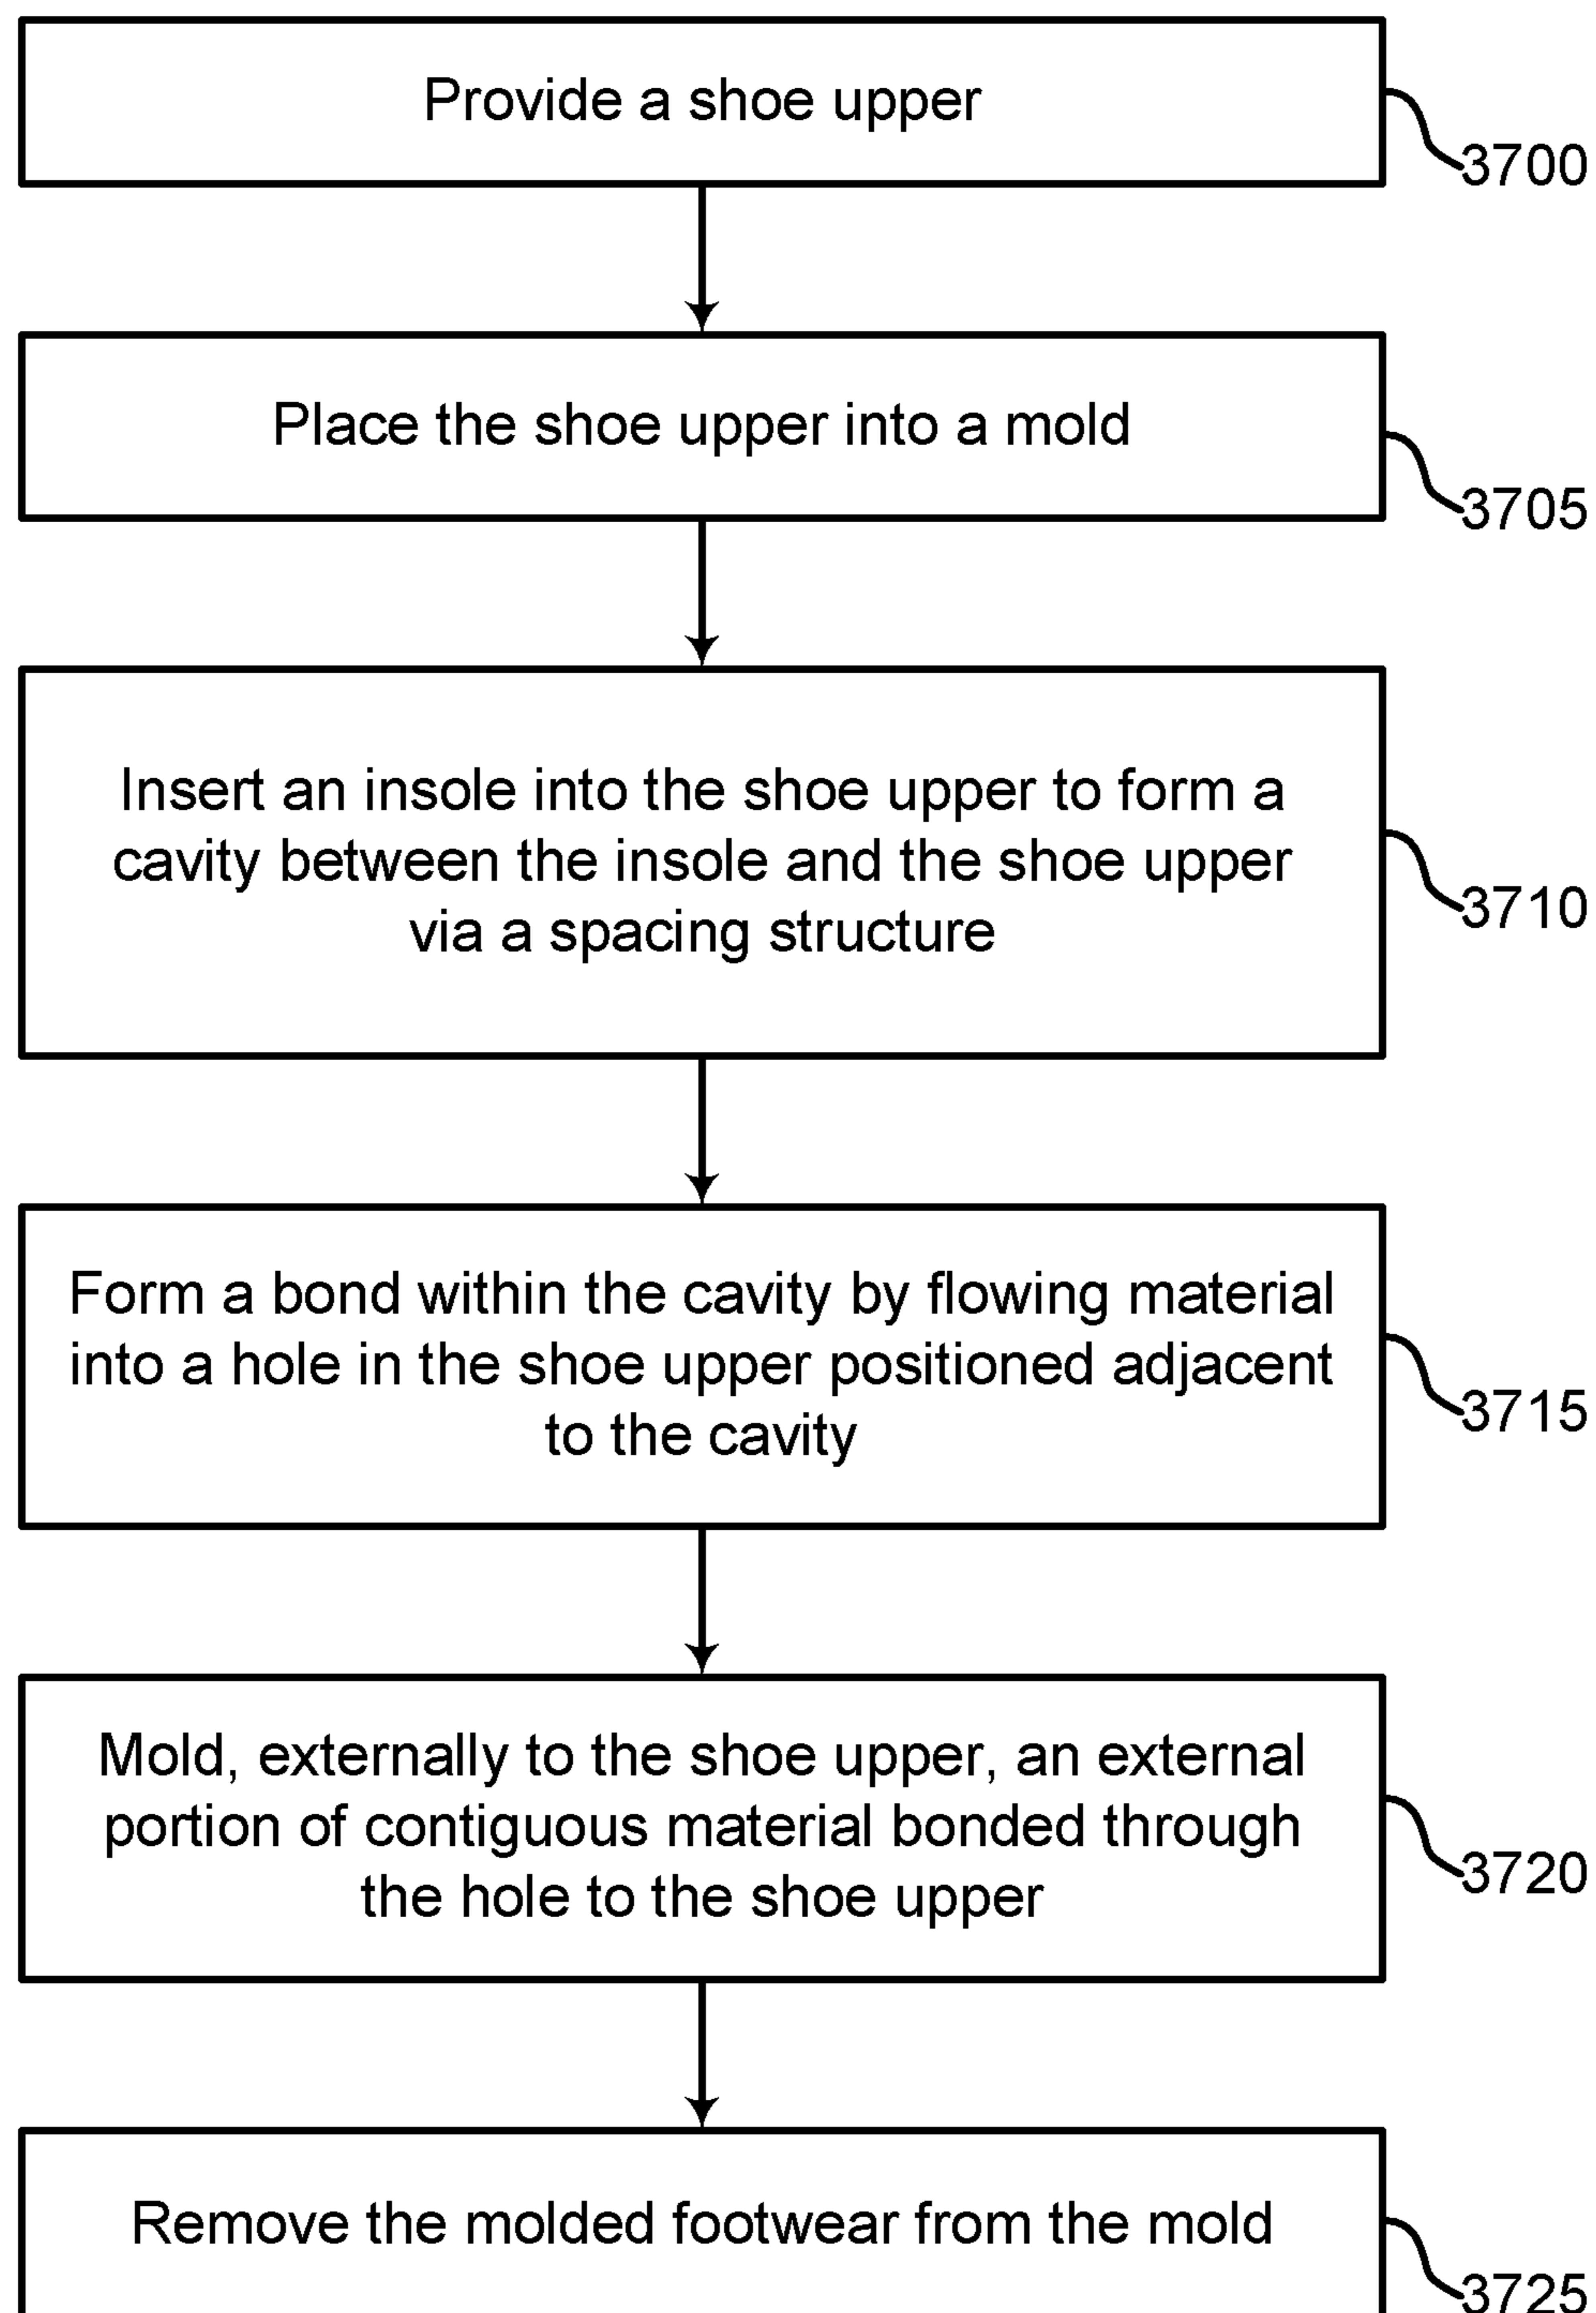 Provide a shoe upper
3700
Place the shoe upper into a mold
3705
Insert an insole into the shoe upper to form a
cavity between the insole and the shoe upper
via a spacing structure
3710
Form a bond within the cavity by flowing material
into a hole in the shoe upper positioned adjacent
to the cavity
3715
Mold, externally to the shoe upper, an external
portion of contiguous material bonded through
the hole to the shoe upper
3720
Remove the molded footwear from the mold
3725